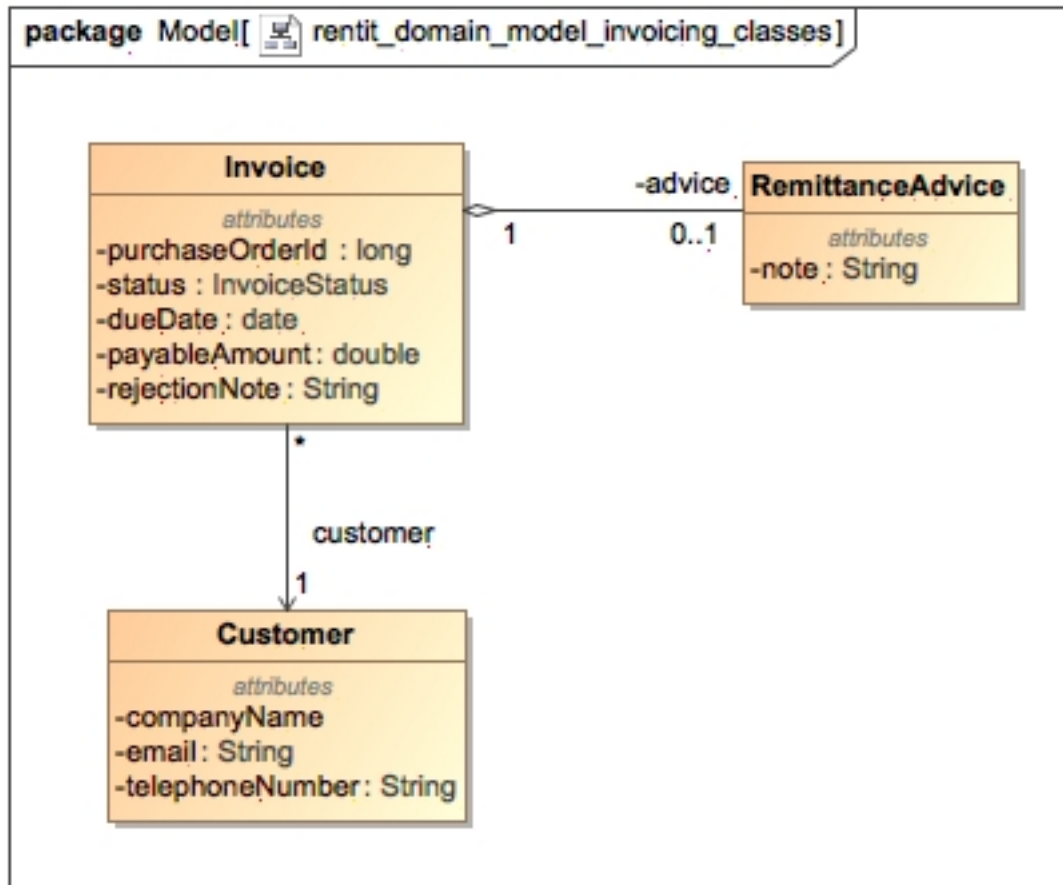 package Model[ rentit_domain_model_invoicing_classes]
Invoice
attributes
-purchaseOrderId : long
-status : InvoiceStatus
-dueDate : date
-payableAmount : double
-rejectionNote : String
-advice
1
0..1
RemittanceAdvice
attributes
-note : String
*
customer
1
Customer
attributes
-companyName
-email : String
-telephoneNumber : String